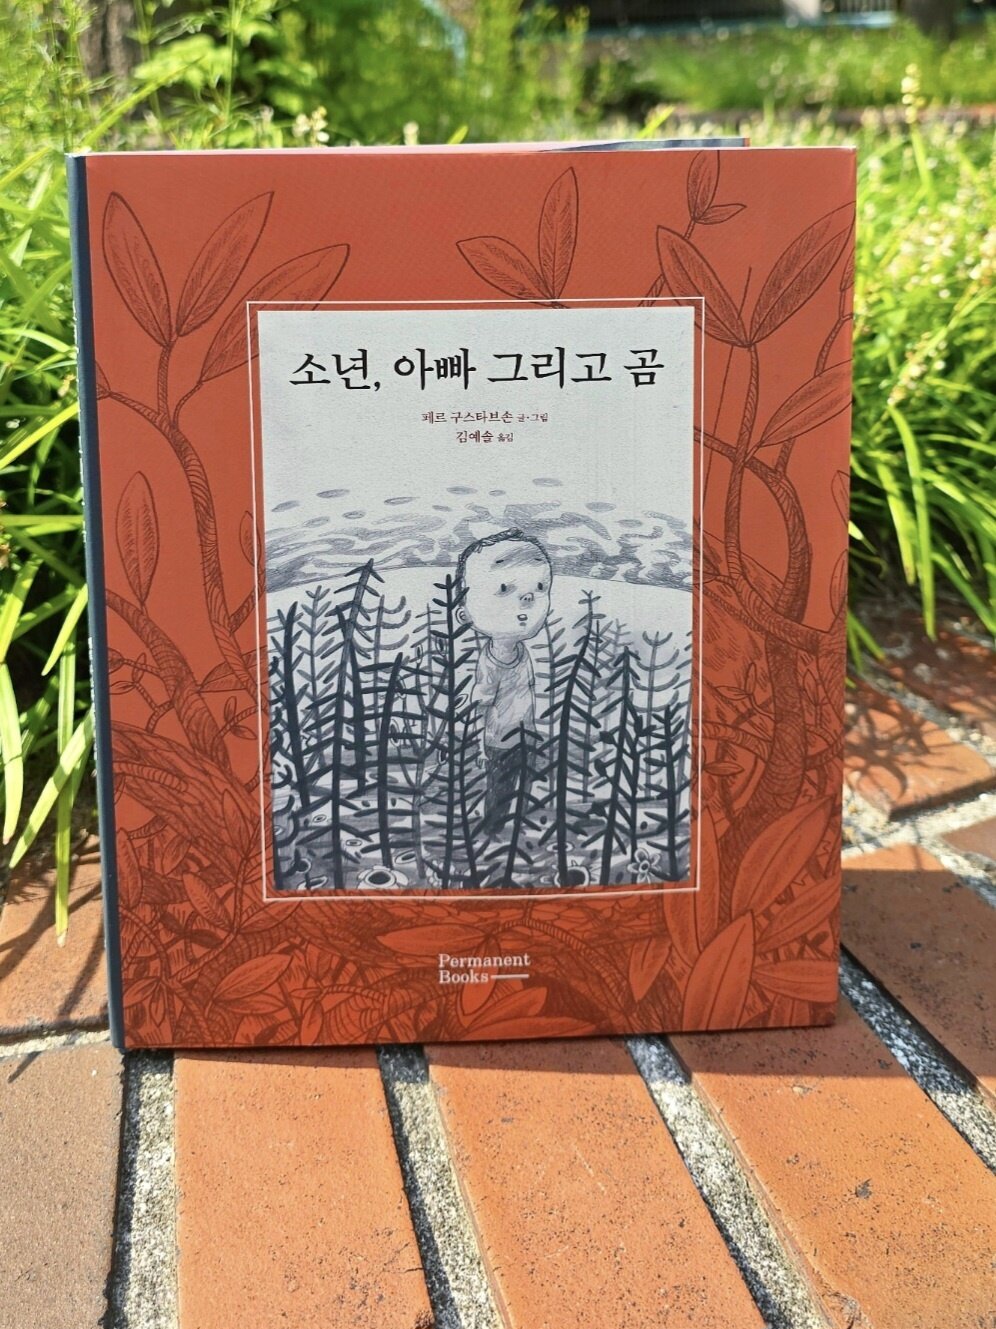 소년, 아빠 그리고 곰
페르 구스타브손 글·그림
김예솔 옮김
Permanent
Books